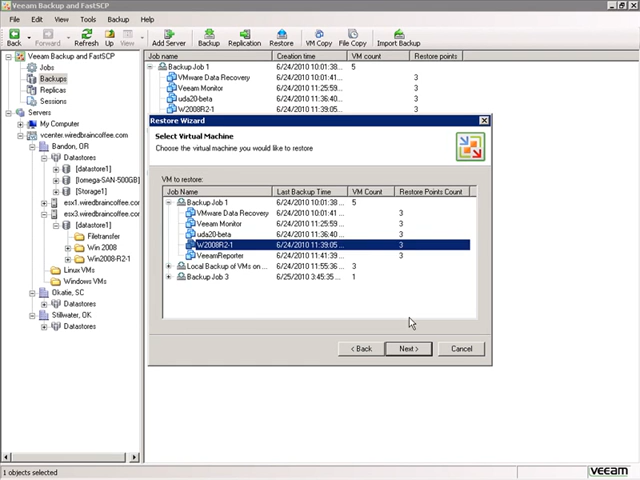 Veeam Backup and FastSCP
File View Tools Backup Help
Back Forward Refresh Up View Add Server Backup Replication Restore VM Copy File Copy Import Backup
Veeam Backup and FastSCP
Jobs
Backups
Replicas
Sessions
Servers
My Computer
vcenter.wiredbraincoffee.com
Bandon, OR
Datastores
[datastore1]
[Iomega-SAN-500GB]
[Storage1]
esx1.wiredbraincoffee.com
esx3.wiredbraincoffee.com
[datastore1]
Filetransfer
Win 2008
Win2008-R2-1
Linux VMs
Windows VMs
Okatie, SC
Datastores
Stillwater, OK
Datastores
Job name Creation time VM count Restore points
Backup Job 1 6/24/2010 10:01:38... 5
VMware Data Recovery 6/24/2010 10:01:41... 3
Veeam Monitor 6/24/2010 11:25:59... 3
uda20-beta 6/24/2010 11:36:40... 3
W2008R2-1 6/24/2010 11:39:05... 3
Restore Wizard
Select Virtual Machine
Choose the virtual machine you would like to restore
VM to restore:
Job Name Last Backup Time VM Count Restore Points Count
Backup Job 1 6/24/2010 10:01:38... 5
VMware Data Recovery 6/24/2010 10:01:41... 3
Veeam Monitor 6/24/2010 11:25:59... 3
uda20-beta 6/24/2010 11:36:40... 3
W2008R2-1 6/24/2010 11:39:05... 3
VeeamReporter 6/24/2010 11:41:39... 3
Local Backup of VMs on... 6/24/2010 11:55:36... 3
Backup Job 3 6/25/2010 3:45:35... 1
< Back Next > Cancel
1 objects selected
veeam